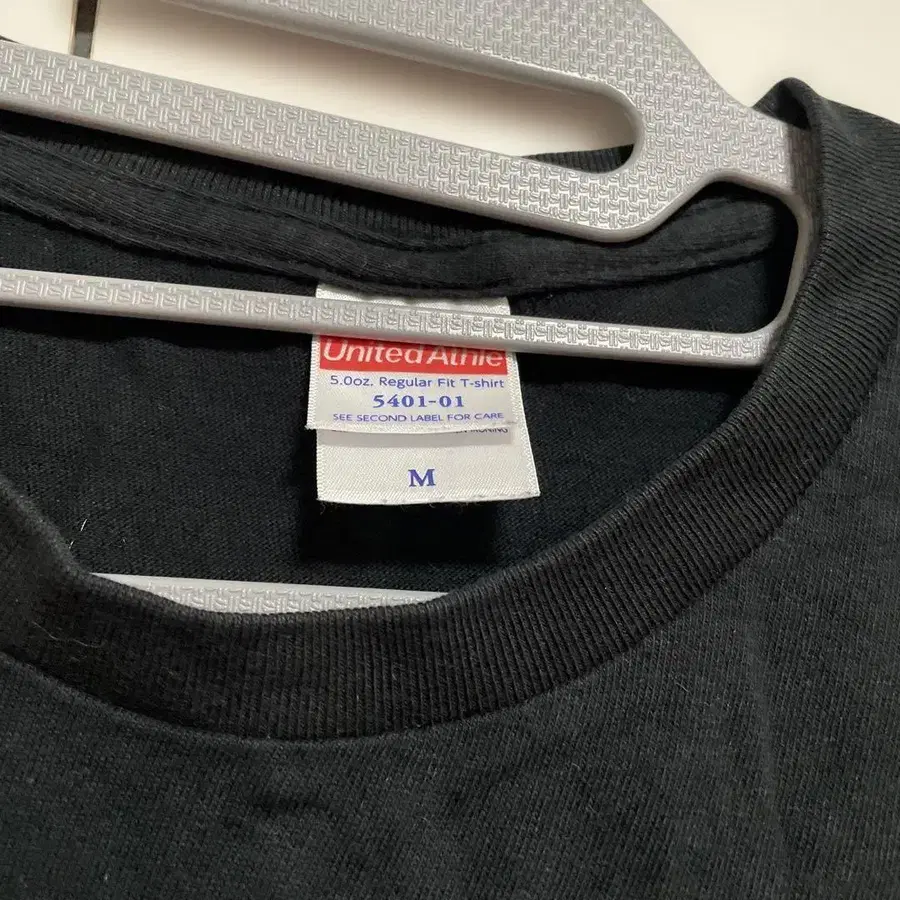 United Athle
5.0oz. Regular Fit T-shirt
5401-01
SEE SECOND LABEL FOR CARE
M